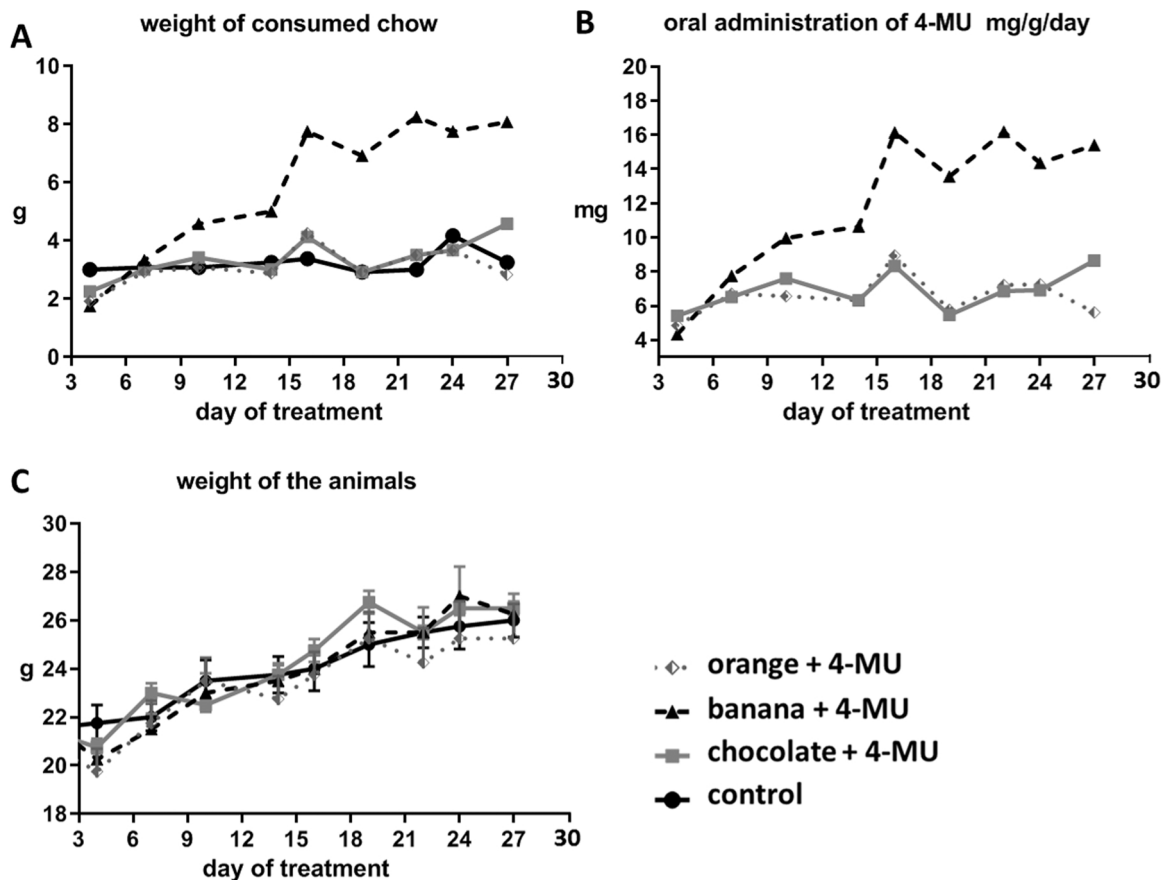 A
weight of consumed chow
10
8
6
4
2
0
g
3 6 9 12 15 18 21 24 27 30
day of treatment
B
oral administration of 4-MU mg/g/day
20
18
16
14
12
10
8
6
4
mg
3 6 9 12 15 18 21 24 27 30
day of treatment
C
weight of the animals
30
28
26
24
22
20
18
g
3 6 9 12 15 18 21 24 27 30
day of treatment
orange + 4-MU
banana + 4-MU
chocolate + 4-MU
control